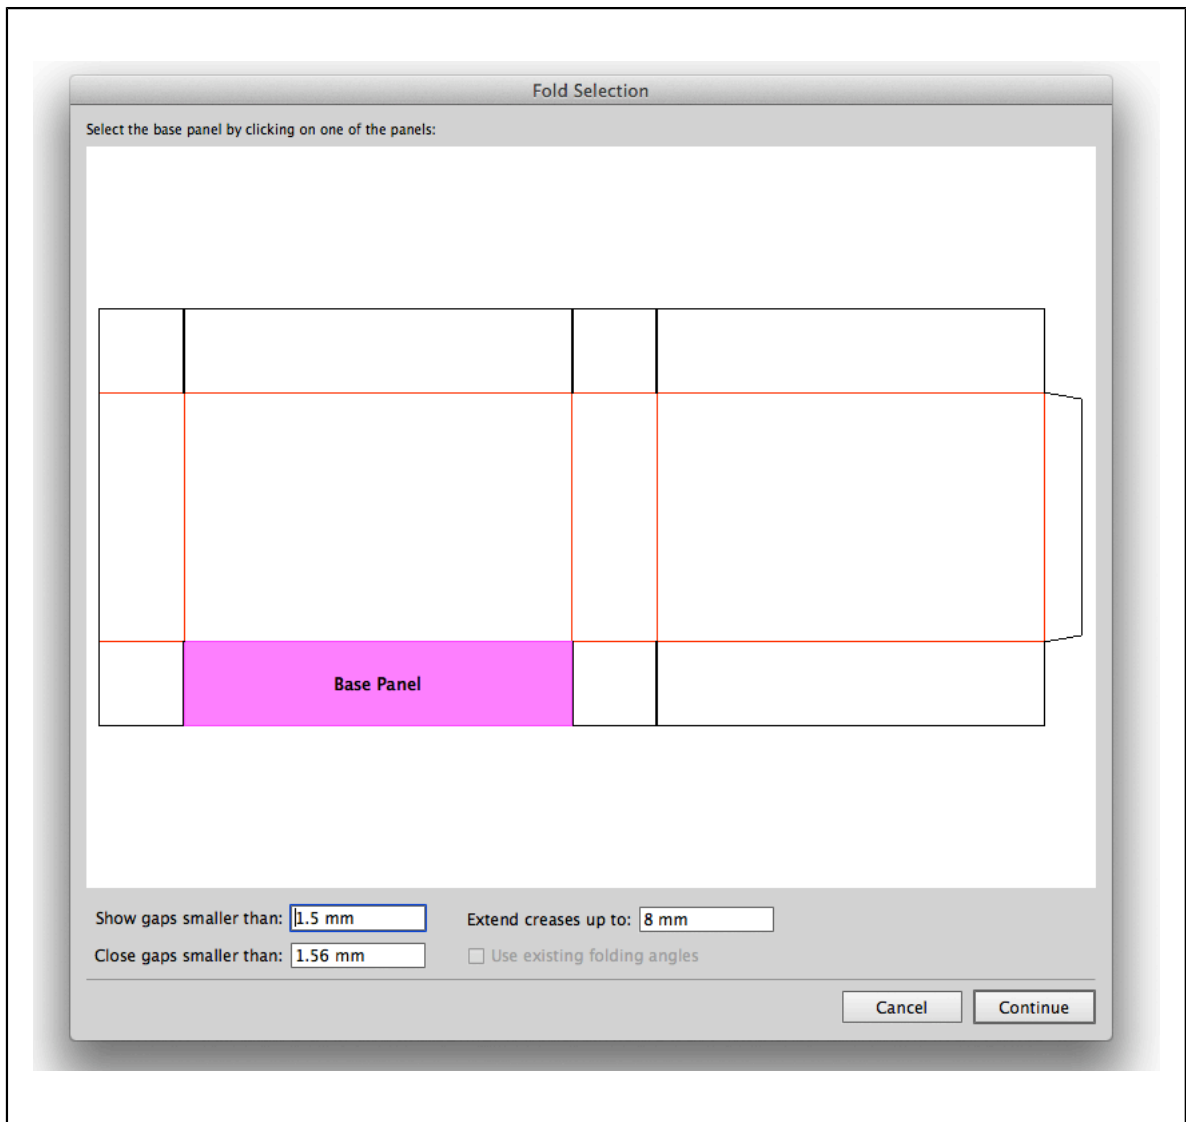 Fold Selection
Select the base panel by clicking on one of the panels:
Base Panel
Show gaps smaller than: 1.5 mm
Extend creases up to: 8 mm
Close gaps smaller than: 1.56 mm
Use existing folding angles
Cancel
Continue